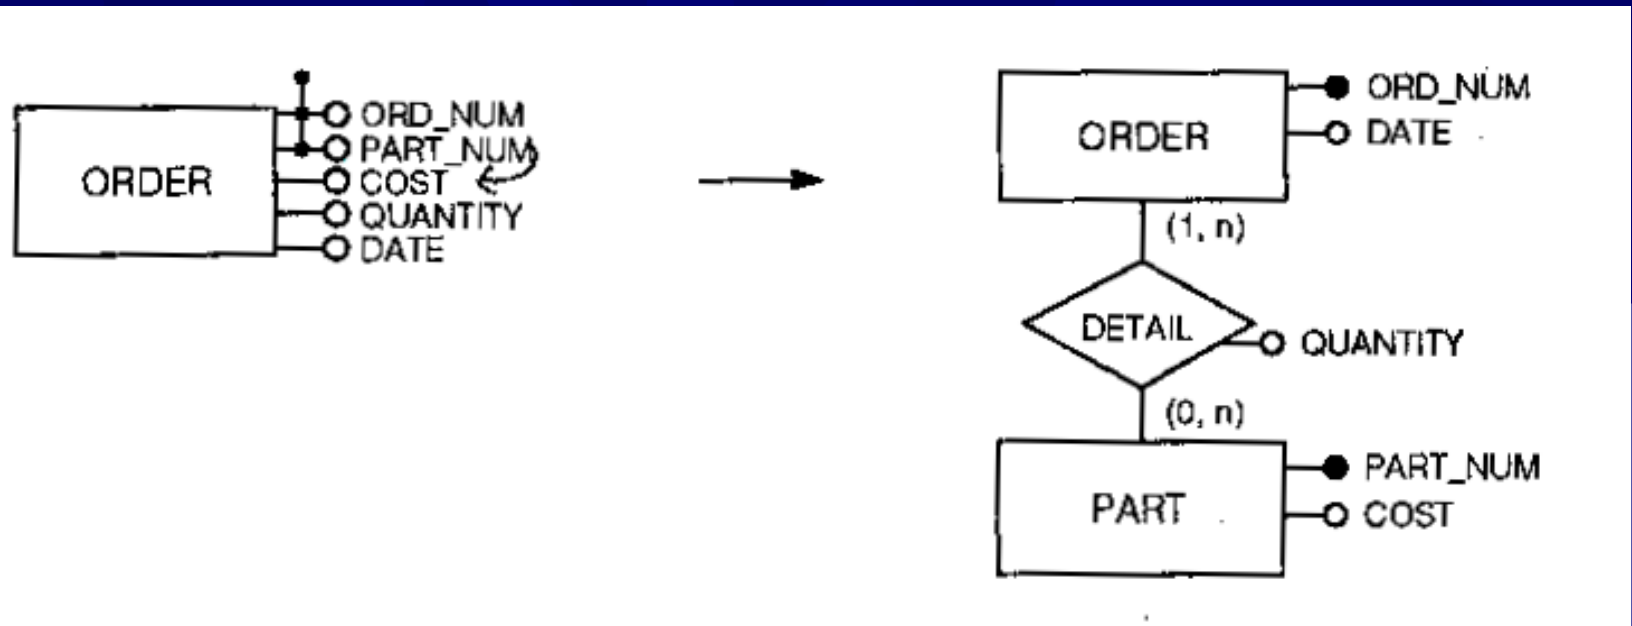 ORDER
ORD_NUM
PART_NUM
COST
QUANTITY
DATE
ORDER
ORD_NUM
DATE
(1, n)
DETAIL
QUANTITY
(0, n)
PART
PART_NUM
COST